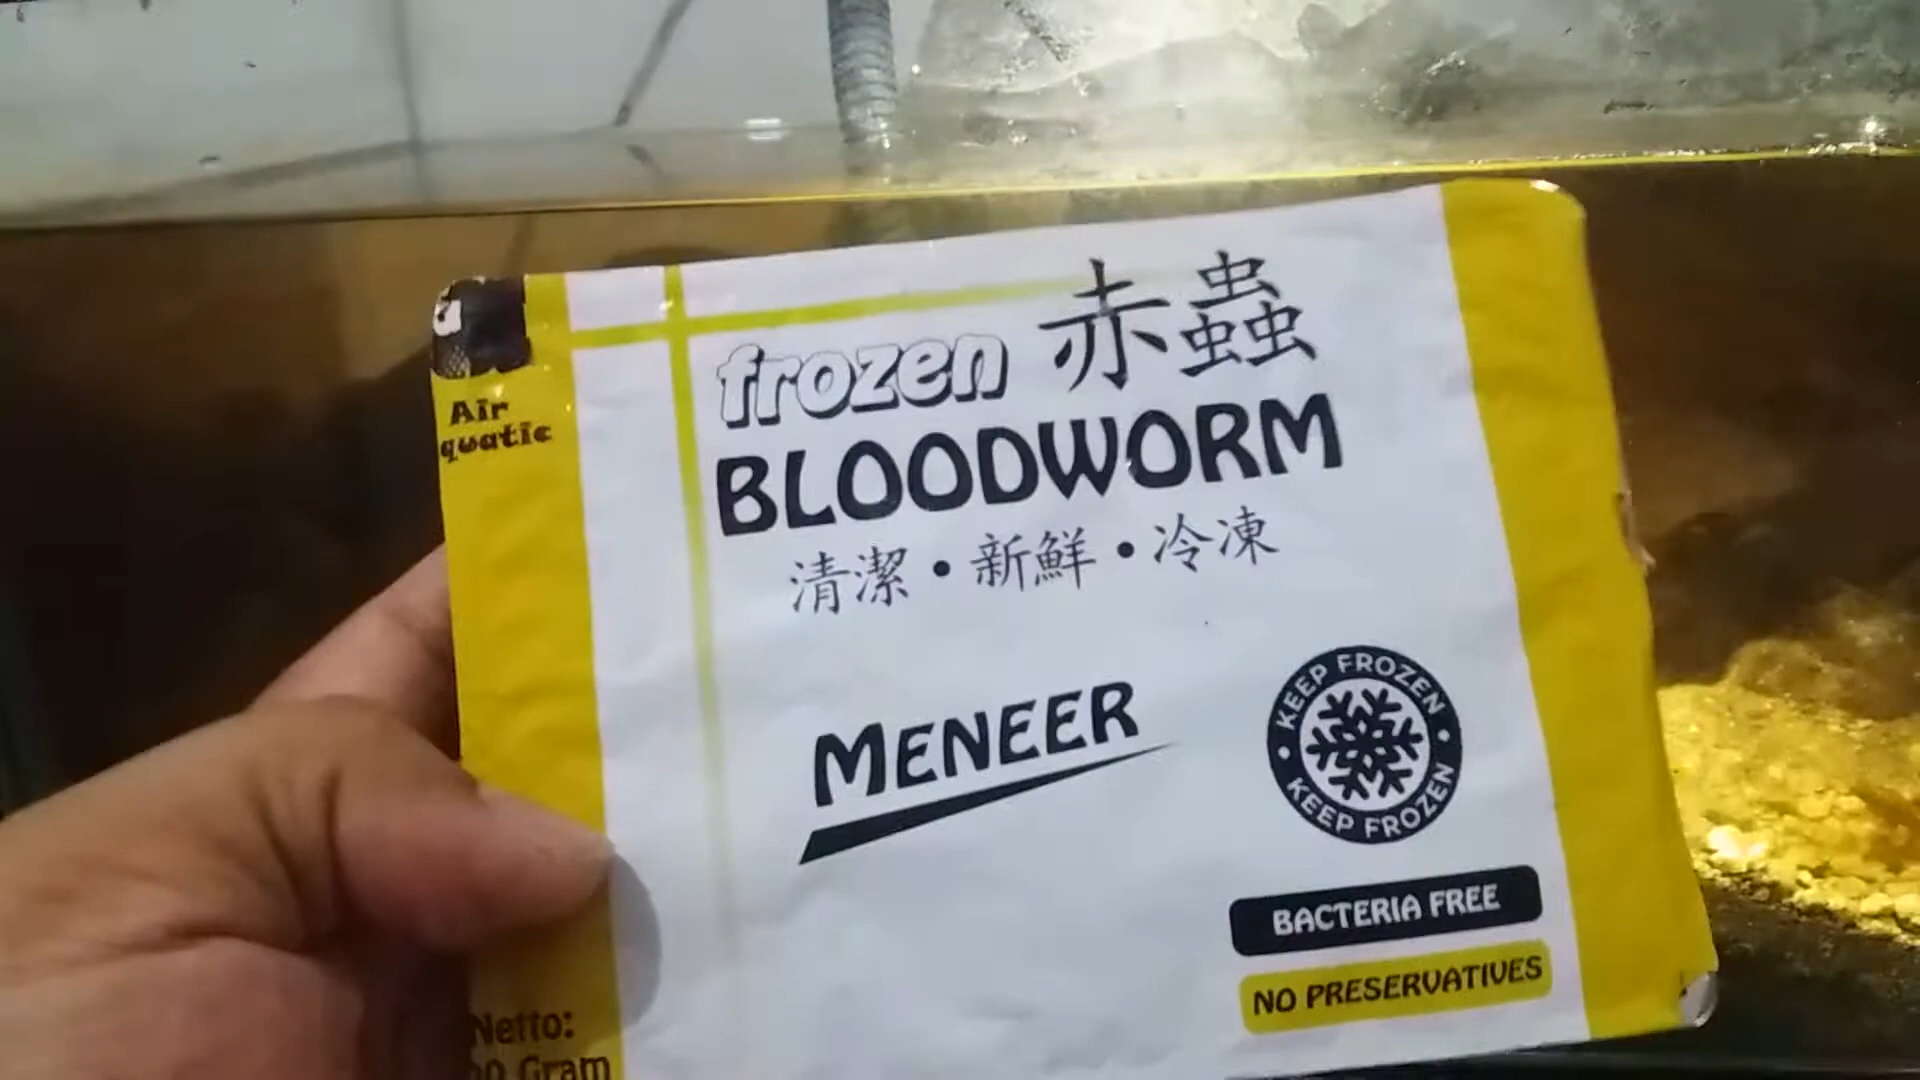 Air
quatic
frozen 赤蟲
BLOODWORM
清潔・新鮮・冷凍
MENEER
KEEP FROZEN
KEEP FROZEN
BACTERIA FREE
NO PRESERVATIVES
Netto:
Gram